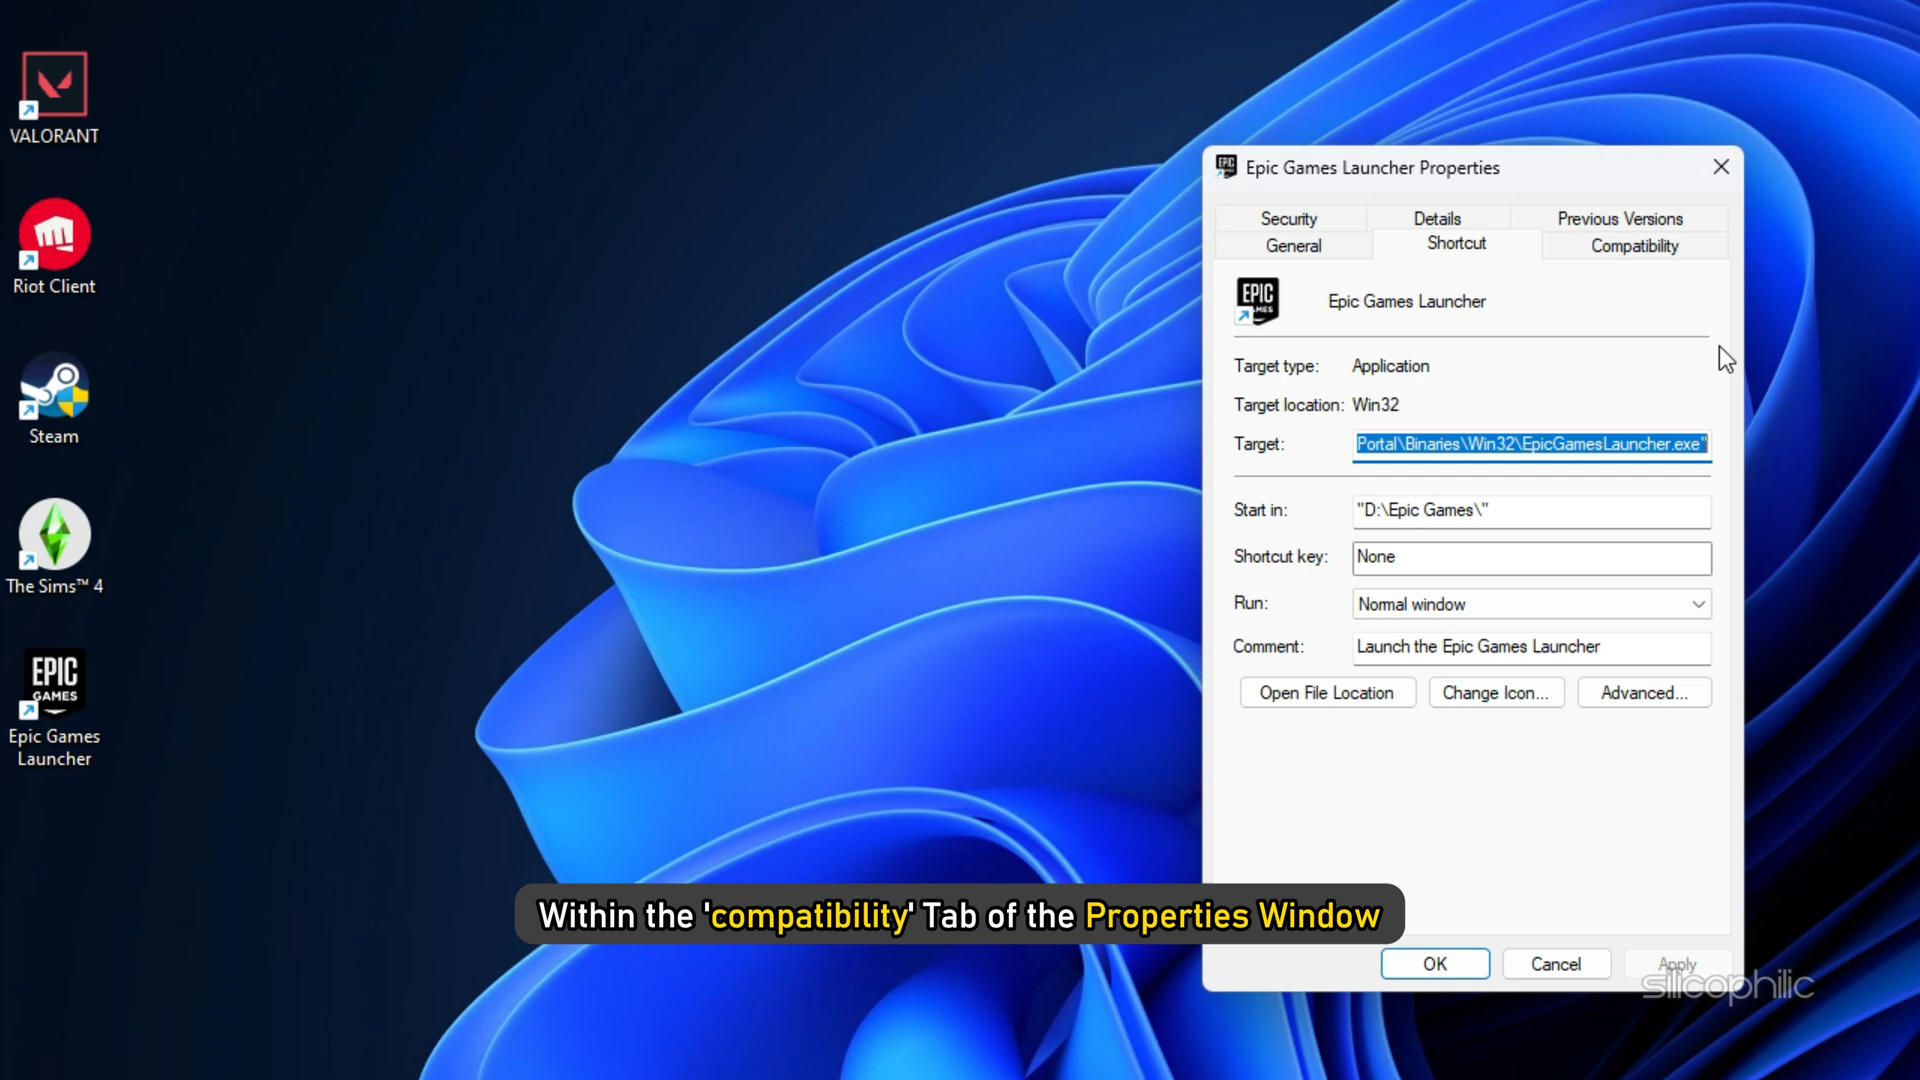 VALORANT
Riot Client
Steam
The Sims™ 4
EPIC
GAMES
Epic Games
Launcher
EPIC
Epic Games Launcher Properties
Security Details Previous Versions
General Shortcut Compatibility
EPIC
Epic Games Launcher
Target type: Application
Target location: Win32
Target: Portal\Binaries\Win32\EpicGamesLauncher.exe"
Start in: "D:\Epic Games\"
Shortcut key: None
Run: Normal window
Comment: Launch the Epic Games Launcher
Open File Location Change Icon... Advanced...
Within the 'compatibility' Tab of the Properties Window
OK Cancel Apply
silicophilic